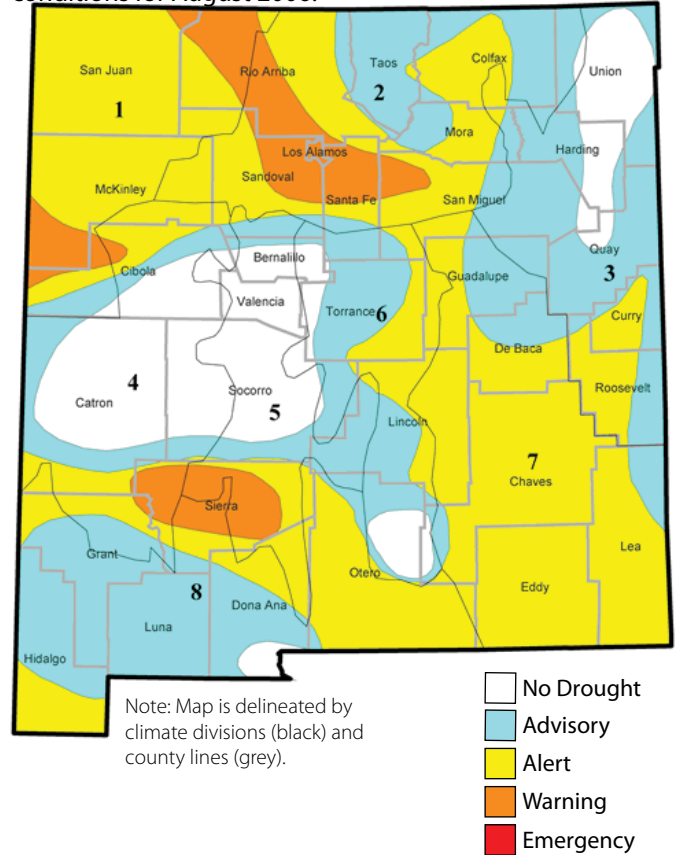 San Juan
Rio Arriba
Taos
Colfax
Union
1
2
Mora
Harding
Los Alamos
Sandoval
McKinley
Santa Fe
San Miguel
Quay
Cibola
Bernalillo
Guadalupe
3
Valencia
Torrance
6
Curry
De Baca
4
Socorro
Roosevelt
Catron
5
Lincoln
7
Chaves
Sierra
Lea
Grant
Otero
Eddy
8
Dona Ana
Luna
Hidalgo
Note: Map is delineated by
climate divisions (black) and
county lines (grey).
No Drought
Advisory
Alert
Warning
Emergency